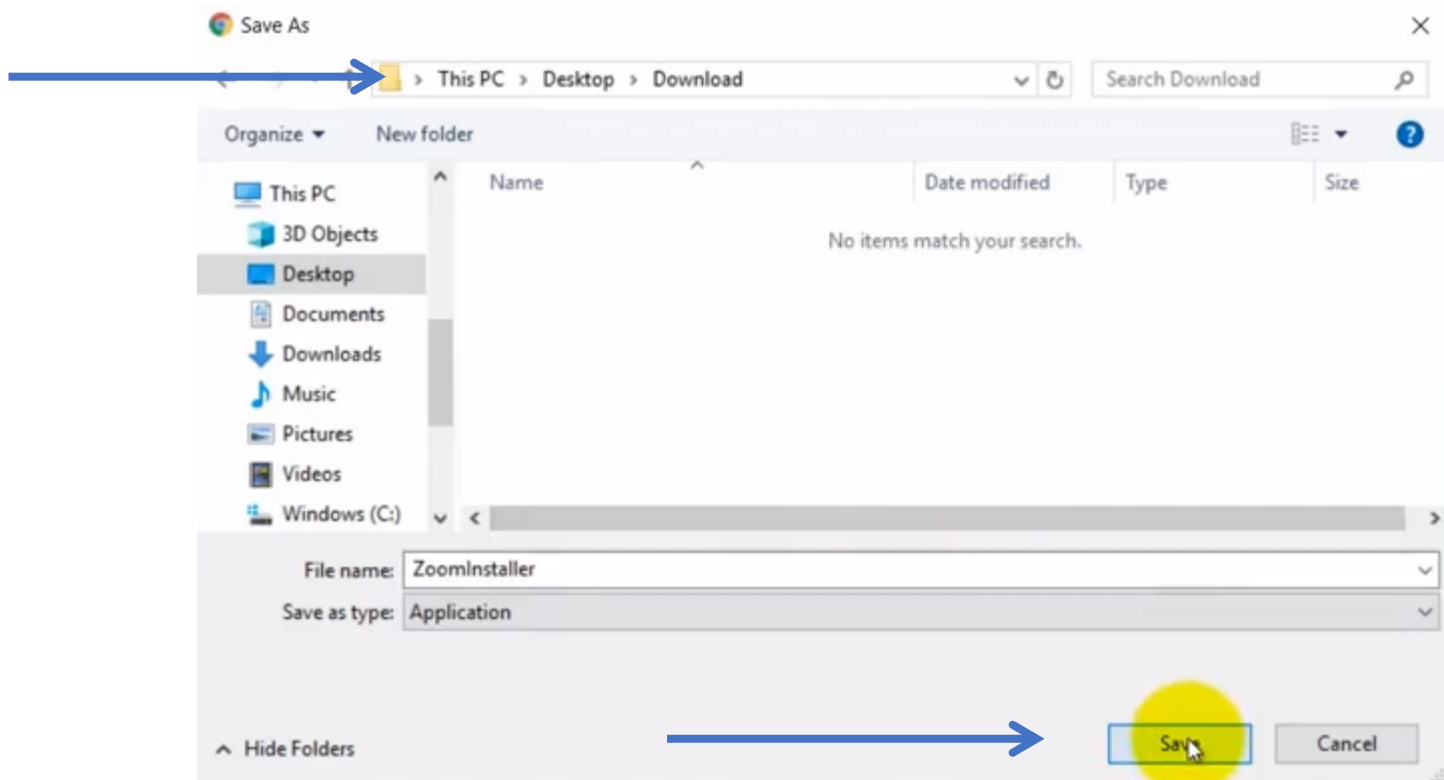 Save As
This PC > Desktop > Download
Search Download
Organize
New folder
?
This PC
3D Objects
Desktop
Documents
Downloads
Music
Pictures
Videos
Windows (C:)
Name
Date modified
Type
Size
No items match your search.
File name: ZoomInstaller
Save as type: Application
Hide Folders
Save
Cancel